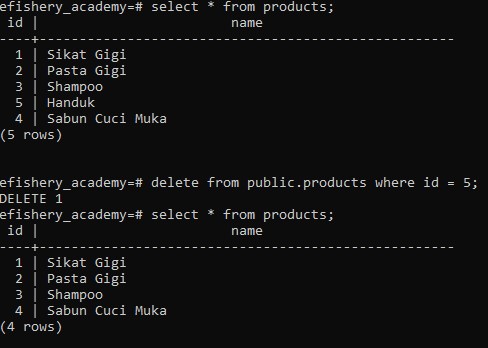 efishery_academy=# select * from products;
 id |                        name
----+----------------------------------------------------
  1 | Sikat Gigi
  2 | Pasta Gigi
  3 | Shampoo
  5 | Handuk
  4 | Sabun Cuci Muka
(5 rows)
efishery_academy=# delete from public.products where id = 5;
DELETE 1
efishery_academy=# select * from products;
 id |                        name
----+----------------------------------------------------
  1 | Sikat Gigi
  2 | Pasta Gigi
  3 | Shampoo
  4 | Sabun Cuci Muka
(4 rows)